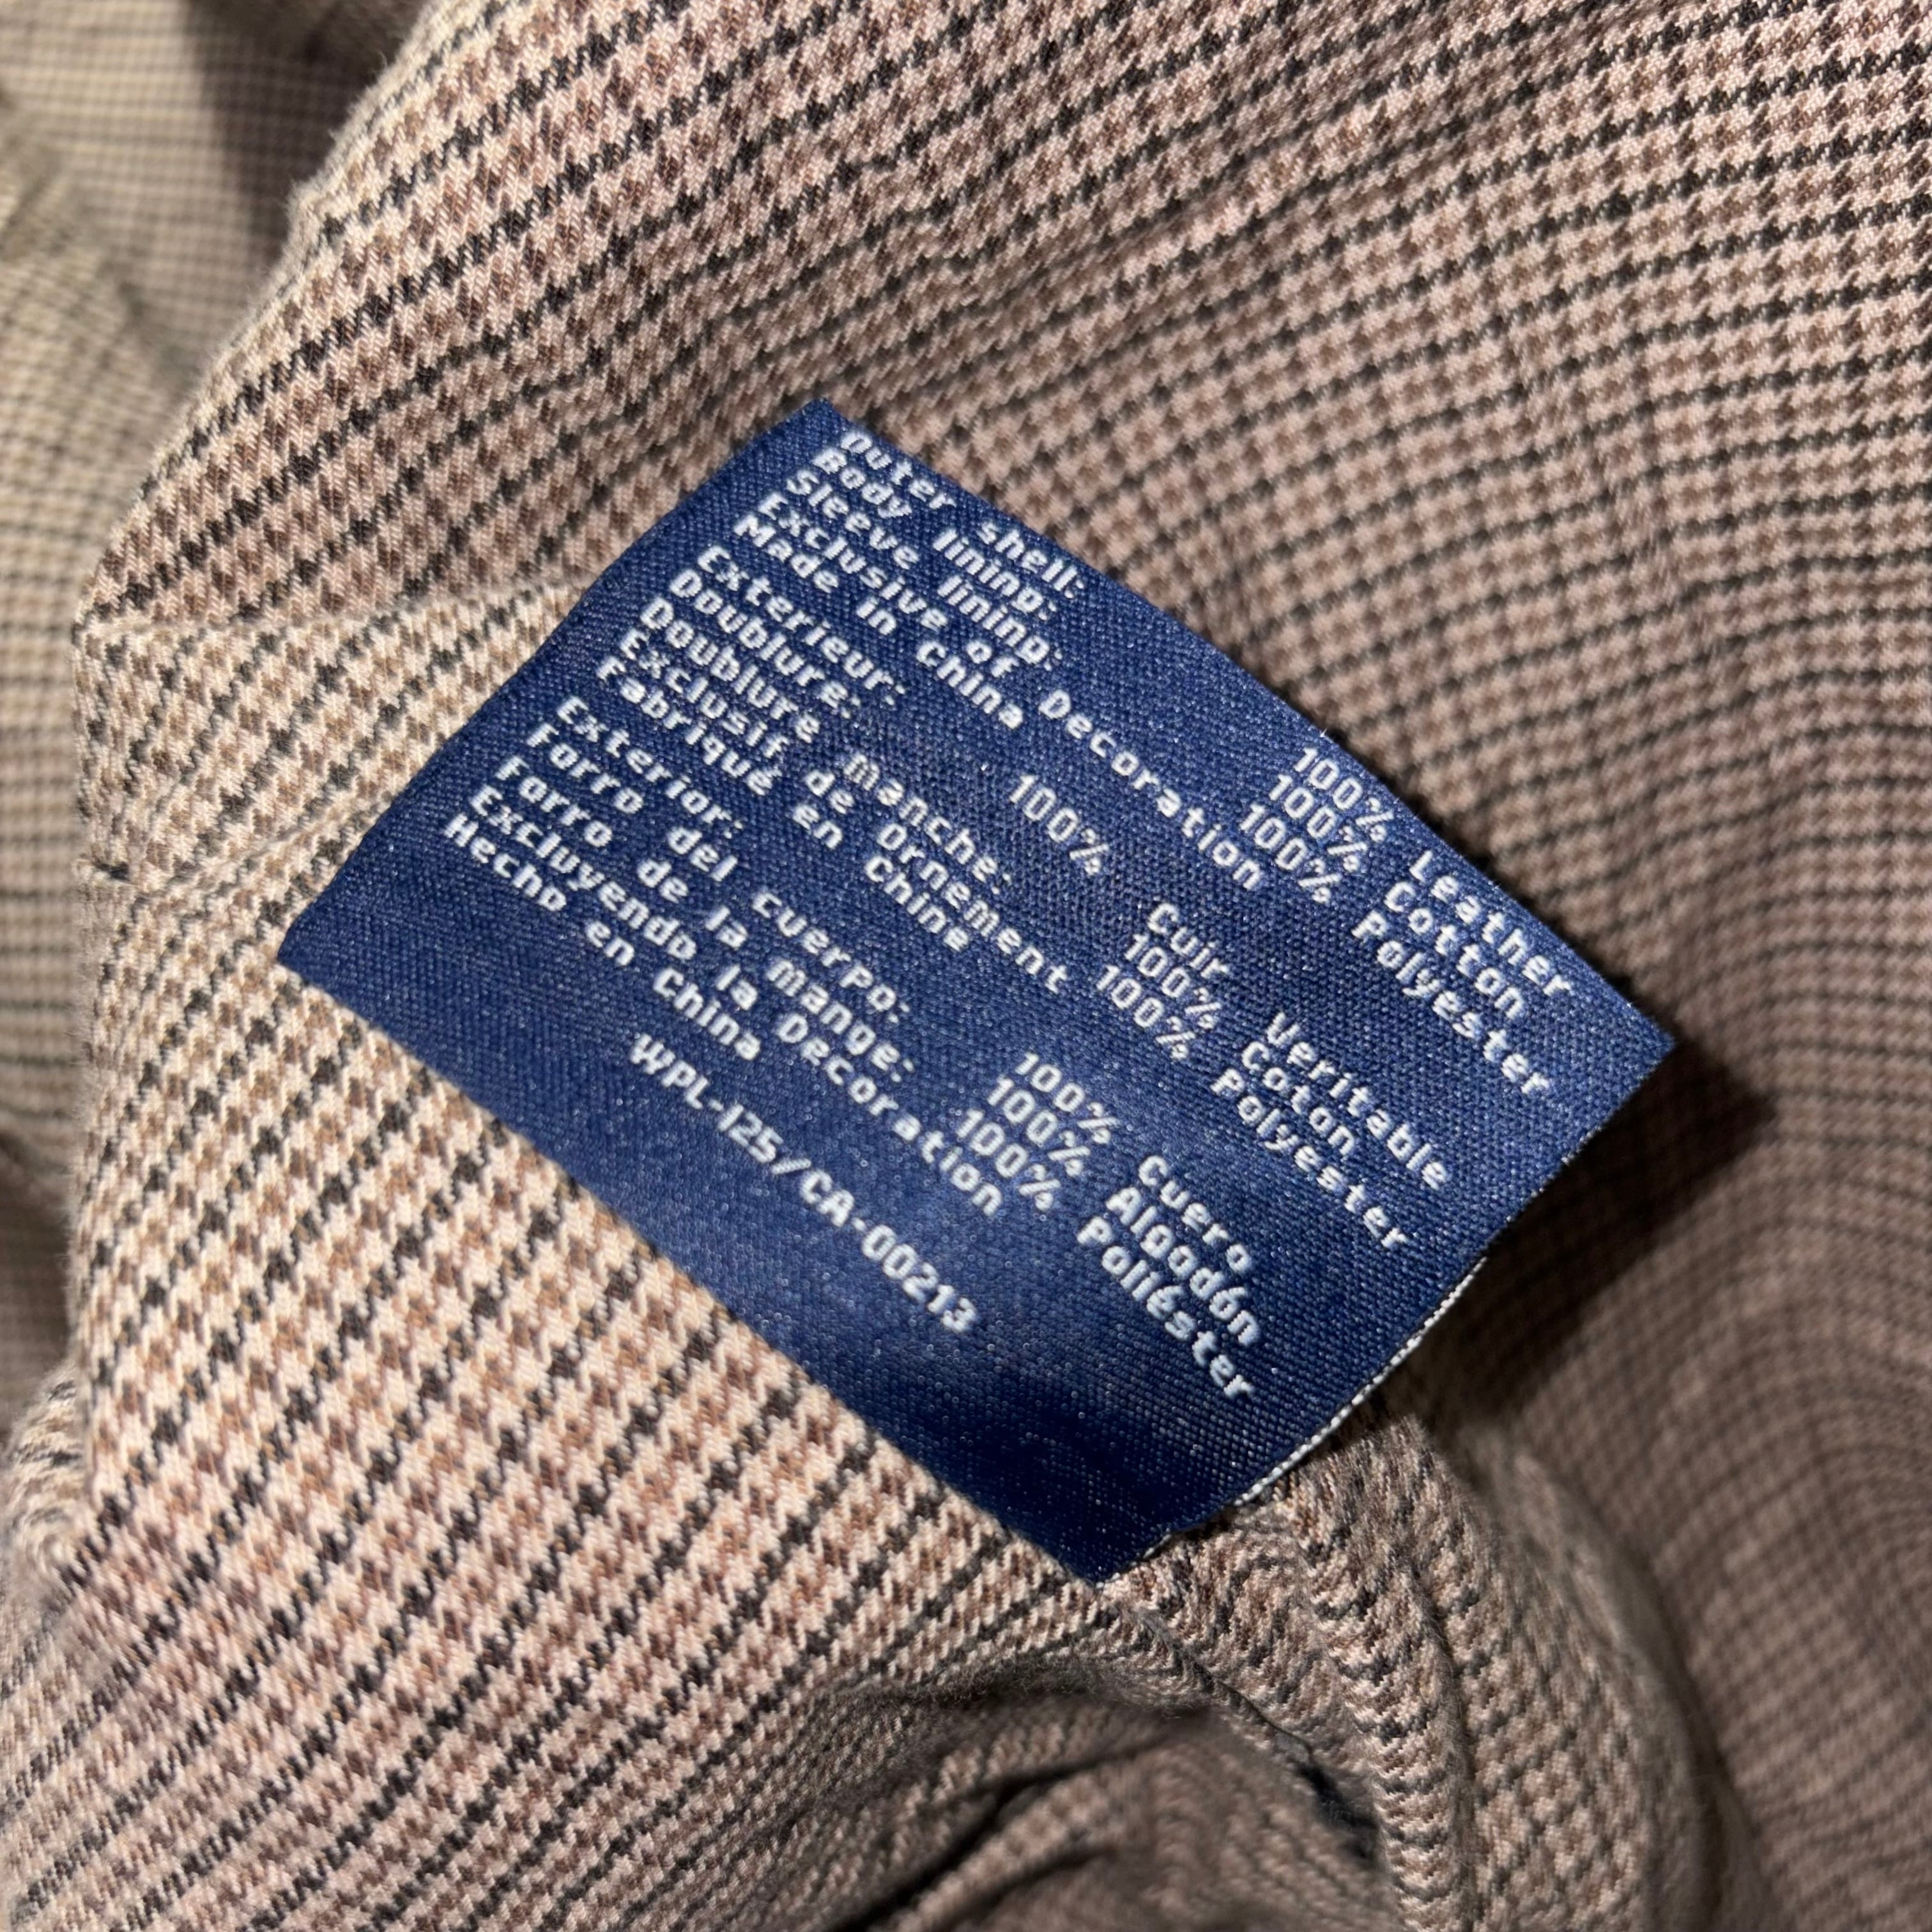 Outer shell: 100% Leather
Body lining: 100% Cotton
Sleeve lining: 100% Polyester
Exclusive of Decoration
Made in China
Exterieur: 100% Cuir Veritable
Doublure: 100% Coton
Doublure manche: 100% Polyester
Exclusif de Ornement
Fabriqué en Chine
Exterior: 100% Cuero
Forro del cuerpo: 100% Algodón
Forro de la mange: 100% Poliéster
Excluyendo la Decoration
Hecho en China
WPL-125/CA-00213